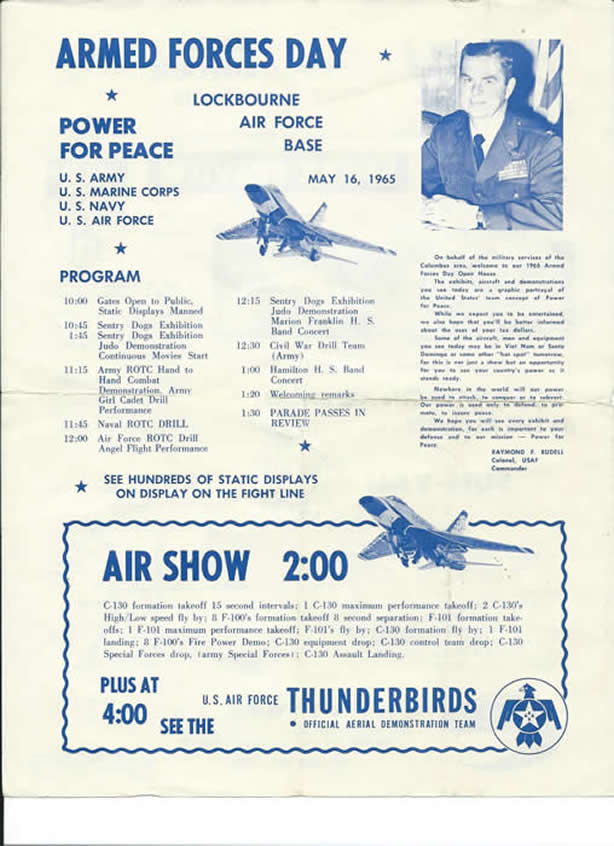 ARMED FORCES DAY
LOCKBOURNE
AIR FORCE
BASE
MAY 16, 1965
POWER
FOR PEACE
U. S. ARMY
U. S. MARINE CORPS
U. S. NAVY
U. S. AIR FORCE
PROGRAM
10:00 Gates Open to Public,
Static Displays Manned
10:45 Sentry Dogs Exhibition
1:45 Sentry Dogs Exhibition
Judo Demonstration
Continuous Movies Start
11:15 Army ROTC Hand to
Hand Combat
Demonstration, Army
Girl Cadet Drill
Performance
11:45 Naval ROTC DRILL
12:00 Air Force ROTC Drill
Angel Flight Performance
12:15 Sentry Dogs Exhibition
Judo Demonstration
Marion Franklin H. S.
Band Concert
12:30 Civil War Drill Team
(Army)
1:00 Hamilton H. S. Band
Concert
1:20 Welcoming remarks
1:30 PARADE PASSES IN
REVIEW
On behalf of the military services of the
Columbus area, welcome to our 1965 Armed
Forces Day Open House.
The exhibits, aircraft and demonstrations
you see today are a graphic portrayal of
the United States' team concept of Power
for Peace.
While we expect you to be entertained,
we also hope that you'll be better informed
about the uses of your tax dollars.
Some of the aircraft, men and equipment
you see today may be in Viet Nam or Santo
Domingo or some other "hot spot" tomorrow,
for this is not just a show but an opportunity
for you to see your country's power as it
stands ready.
Nowhere in the world will our power
be used to attack, to conquer or to subvert.
Our power is used only to defend, to pro-
mote, to insure peace.
We hope you will see every exhibit and
demonstration, for each is important to your
defense and to our mission — Power for
Peace.
RAYMOND F. RUDELL
Colonel, USAF
Commander
SEE HUNDREDS OF STATIC DISPLAYS
ON DISPLAY ON THE FIGHT LINE
AIR SHOW 2:00
C-130 formation takeoff 15 second intervals; 1 C-130 maximum performance takeoff; 2 C-130's
High/Low speed fly by; 8 F-100's formation takeoff 8 second separation; F-101 formation take-
offs; 1 F-101 maximum performance takeoff; F-101's fly by; C-130 formation fly by; 1 F-101
landing; 8 F-100's Fire Power Demo; C-130 equipment drop; C-130 control team drop; C-130
Special Forces drop, (army Special Forces); C-130 Assault Landing.
PLUS AT
4:00 SEE THE
U.S. AIR FORCE THUNDERBIRDS
• OFFICIAL AERIAL DEMONSTRATION TEAM